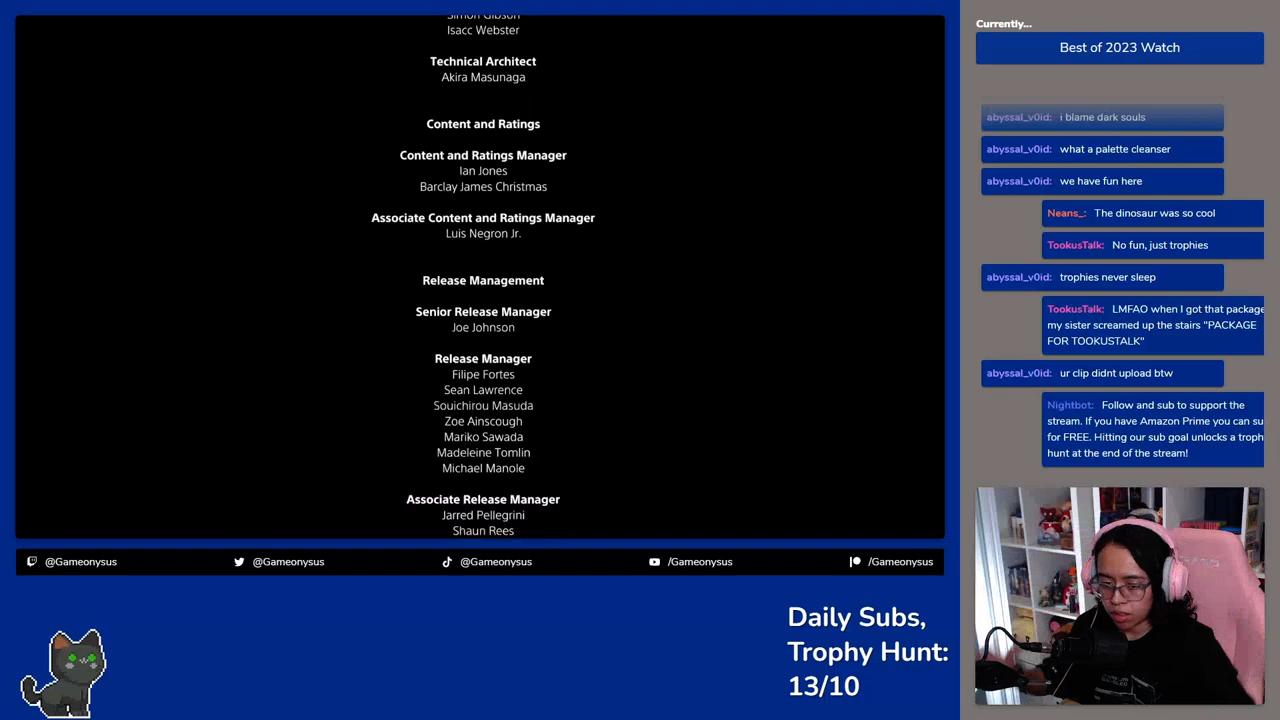 Simon Gibson
Isacc Webster
Technical Architect
Akira Masunaga
Content and Ratings
Content and Ratings Manager
Ian Jones
Barclay James Christmas
Associate Content and Ratings Manager
Luis Negron Jr.
Release Management
Senior Release Manager
Joe Johnson
Release Manager
Filipe Fortes
Sean Lawrence
Souichirou Masuda
Zoe Ainscough
Mariko Sawada
Madeleine Tomlin
Michael Manole
Associate Release Manager
Jarred Pellegrini
Shaun Rees
@Gameonysus
@Gameonysus
@Gameonysus
/Gameonysus
/Gameonysus
Daily Subs,
Trophy Hunt:
13/10
Currently...
Best of 2023 Watch
abyssal_v0id: i blame dark souls
abyssal_v0id: what a palette cleanser
abyssal_v0id: we have fun here
Neans_: The dinosaur was so cool
TookusTalk: No fun, just trophies
abyssal_v0id: trophies never sleep
TookusTalk: LMFAO when I got that package
my sister screamed up the stairs "PACKAGE
FOR TOOKUSTALK"
abyssal_v0id: ur clip didnt upload btw
Nightbot: Follow and sub to support the
stream. If you have Amazon Prime you can su
for FREE. Hitting our sub goal unlocks a troph
hunt at the end of the stream!